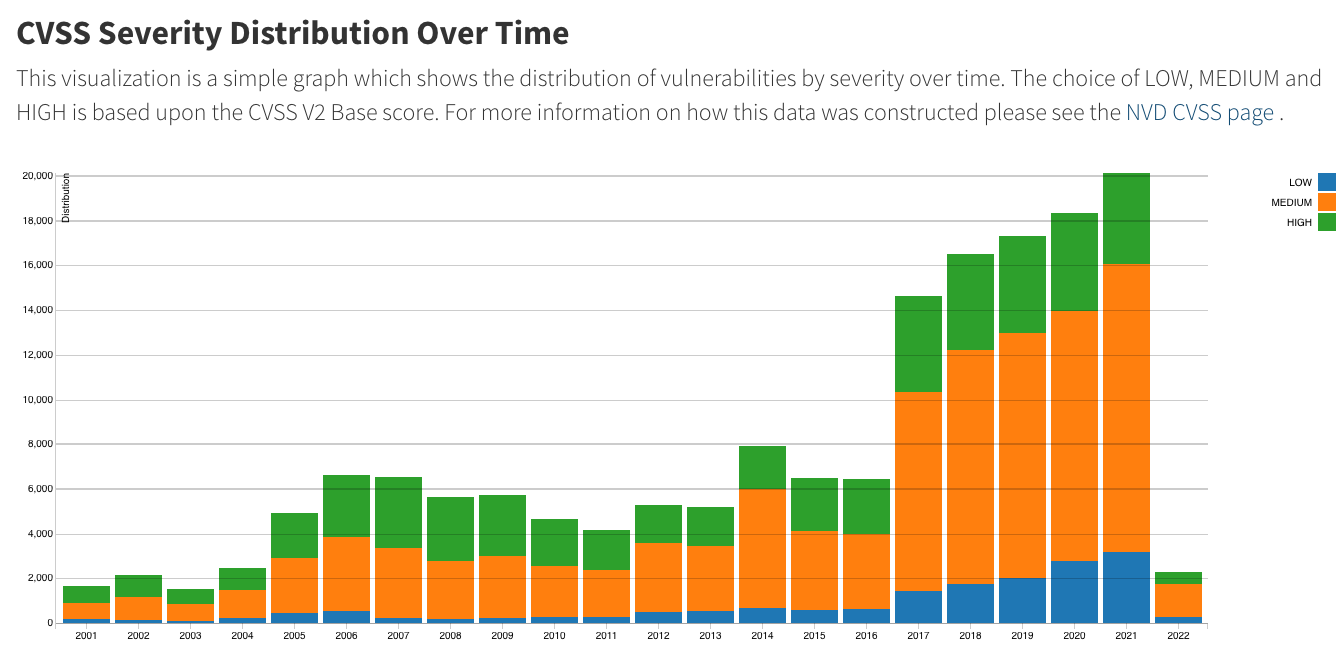 CVSS Severity Distribution Over Time
This visualization is a simple graph which shows the distribution of vulnerabilities by severity over time. The choice of LOW, MEDIUM and
HIGH is based upon the CVSS V2 Base score. For more information on how this data was constructed please see the NVD CVSS page .
20,000
Distribution
LOW
MEDIUM
HIGH
18,000
16,000
14,000
12,000
10,000
8,000
6,000
4,000
2,000
0
2001 2002 2003 2004 2005 2006 2007 2008 2009 2010 2011 2012 2013 2014 2015 2016 2017 2018 2019 2020 2021 2022